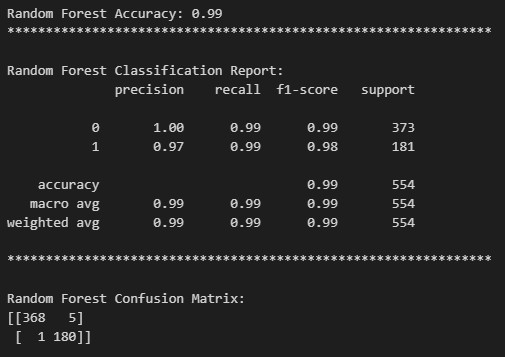 Random Forest Accuracy: 0.99
***************************************************************
Random Forest Classification Report:
precision recall f1-score support
0 1.00 0.99 0.99 373
1 0.97 0.99 0.98 181
accuracy 0.99 554
macro avg 0.99 0.99 0.99 554
weighted avg 0.99 0.99 0.99 554
***************************************************************
Random Forest Confusion Matrix:
[[368 5]
[ 1 180]]